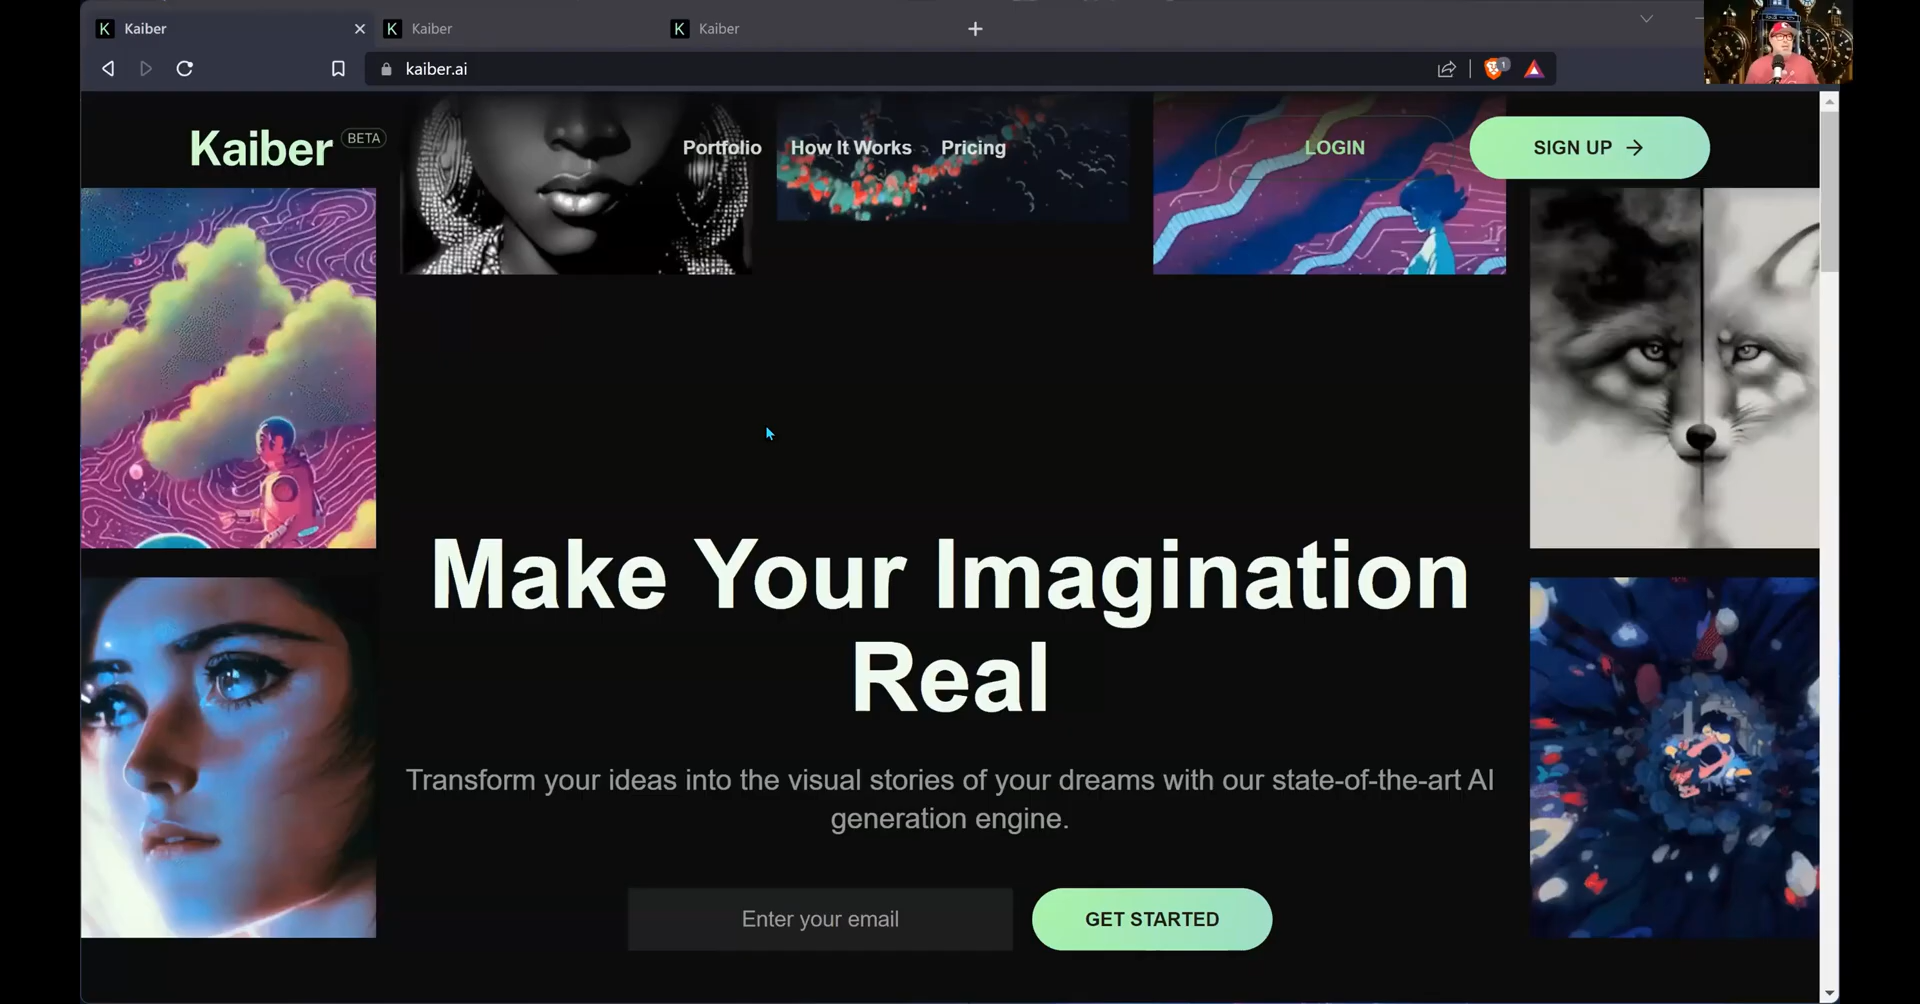 K Kaiber
K Kaiber
K Kaiber
kaiber.ai
1
Kaiber BETA
Portfolio How It Works Pricing
LOGIN
SIGN UP
Make Your Imagination
Real
Transform your ideas into the visual stories of your dreams with our state-of-the-art AI
generation engine.
Enter your email
GET STARTED